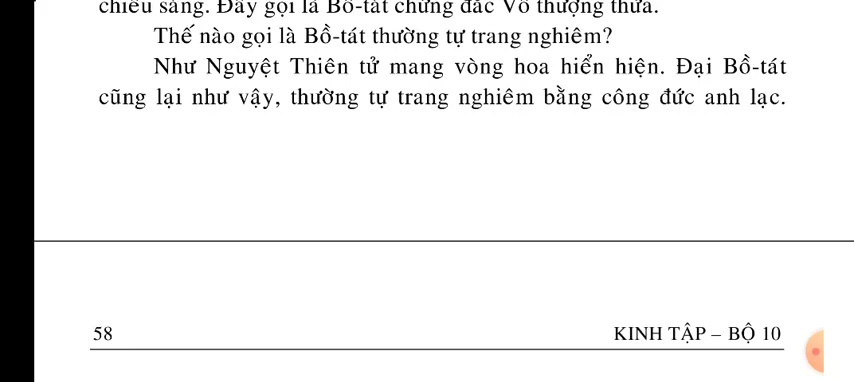 chiếu sáng. Đây gọi là Bồ-tát chứng đắc Vô thượng thừa.
Thế nào gọi là Bồ-tát thường tự trang nghiêm?
Như Nguyệt Thiên tử mang vòng hoa hiển hiện. Đại Bồ-tát
cũng lại như vậy, thường tự trang nghiêm bằng công đức anh lạc.
58 KINH TẬP – BỘ 10